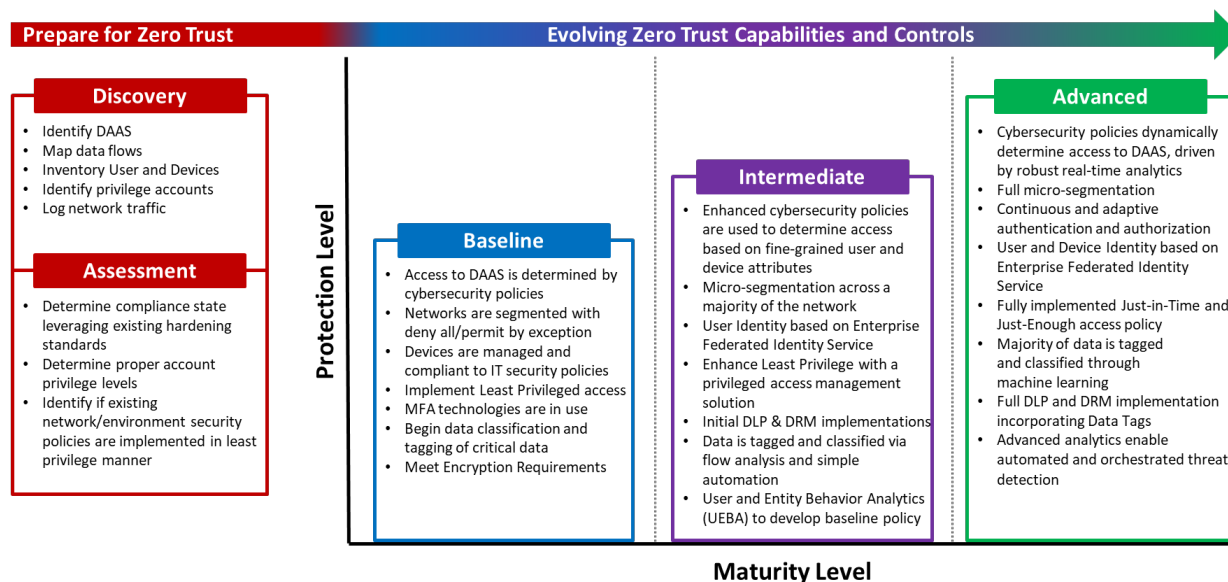 Prepare for Zero Trust
Evolving Zero Trust Capabilities and Controls
Discovery
• Identify DAAS
• Map data flows
• Inventory User and Devices
• Identify privilege accounts
• Log network traffic
Assessment
• Determine compliance state
leveraging existing hardening
standards
• Determine proper account
privilege levels
• Identify if existing
network/environment security
policies are implemented in least
privilege manner
Protection Level
Baseline
• Access to DAAS is determined by
cybersecurity policies
• Networks are segmented with
deny all/permit by exception
• Devices are managed and
compliant to IT security policies
• Implement Least Privileged access
• MFA technologies are in use
• Begin data classification and
tagging of critical data
• Meet Encryption Requirements
Intermediate
• Enhanced cybersecurity policies
are used to determine access
based on fine-grained user and
device attributes
• Micro-segmentation across a
majority of the network
• User Identity based on Enterprise
Federated Identity Service
• Enhance Least Privilege with a
privileged access management
solution
• Initial DLP & DRM implementations
• Data is tagged and classified via
flow analysis and simple
automation
• User and Entity Behavior Analytics
(UEBA) to develop baseline policy
Advanced
• Cybersecurity policies dynamically
determine access to DAAS, driven
by robust real-time analytics
• Full micro-segmentation
• Continuous and adaptive
authentication and authorization
• User and Device Identity based on
Enterprise Federated Identity
Service
• Fully implemented Just-in-Time and
Just-Enough access policy
• Majority of data is tagged
and classified through
machine learning
• Full DLP and DRM implementation
incorporating Data Tags
• Advanced analytics enable
automated and orchestrated threat
detection
Maturity Level